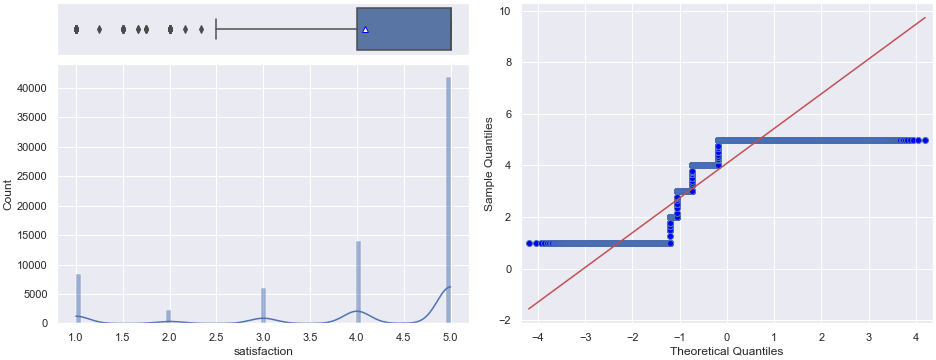 40000
35000
30000
25000
20000
15000
10000
5000
0
Count
1.0 1.5 2.0 2.5 3.0 3.5 4.0 4.5 5.0
satisfaction
10
8
6
4
2
0
−2
Sample Quantiles
−4 −3 −2 −1 0 1 2 3 4
Theoretical Quantiles